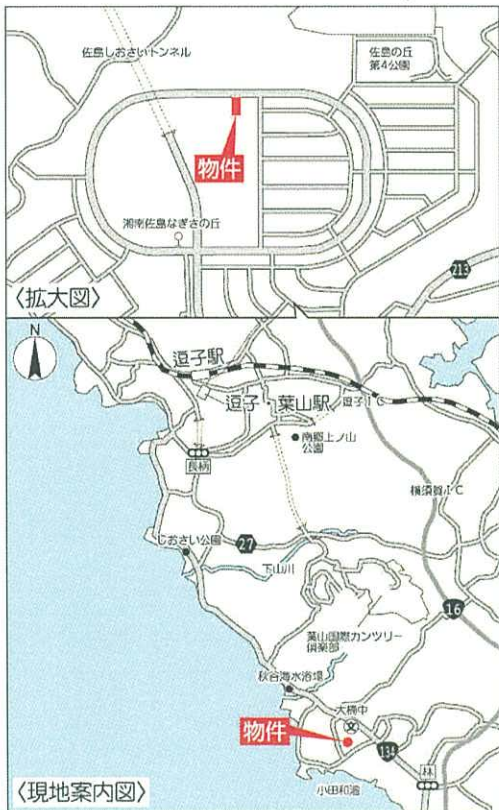 佐島しおさいトンネル
佐島の丘
第4公園
物件
湘南佐島なぎさの丘
213
〈拡大図〉
N
逗子駅
逗子・葉山駅
逗子IC
南郷上ノ山
公園
長柄
横須賀IC
しおさい公園
27
下山川
16
葉山国際カンツリー
倶楽部
秋谷海水浴場
大楠中
文
物件
134
林
小田和湾
〈現地案内図〉